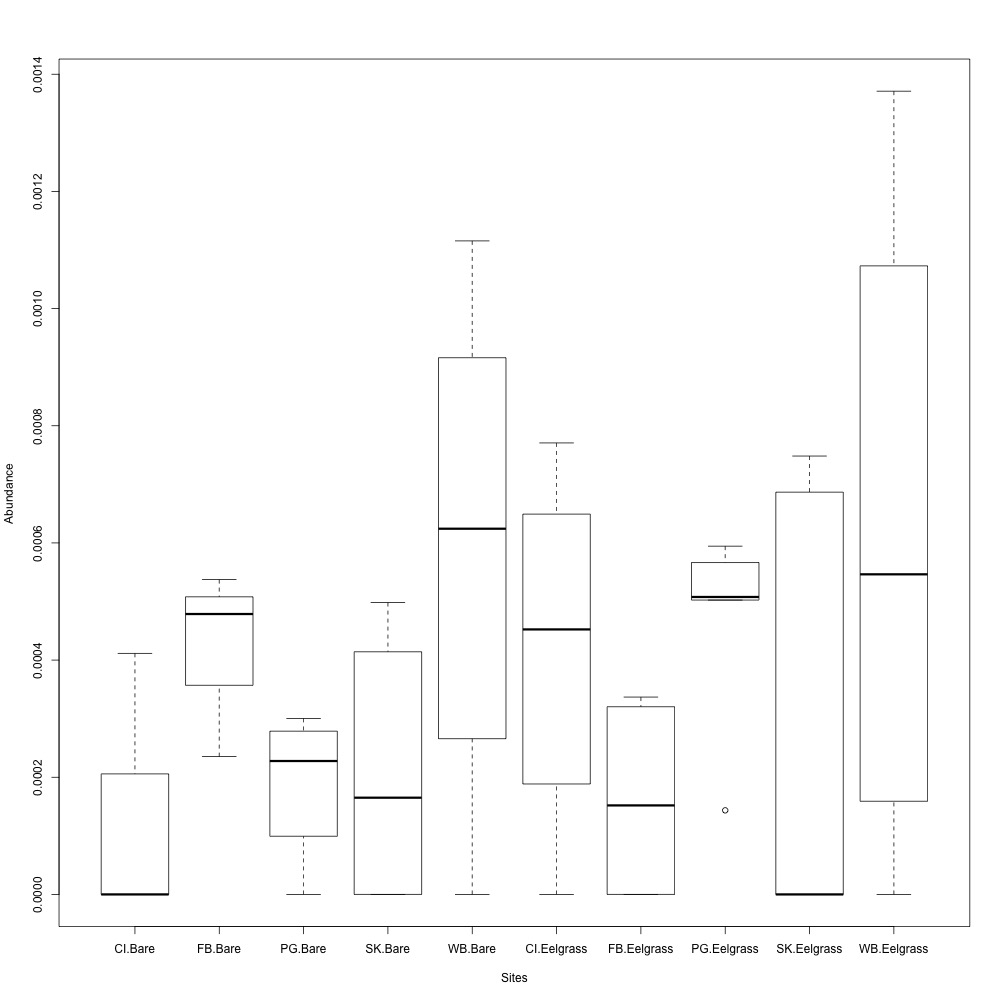 Abundance
0.0014
0.0012
0.0010
0.0008
0.0006
0.0004
0.0002
0.0000
CI.Bare FB.Bare PG.Bare SK.Bare WB.Bare CI.Eelgrass FB.Eelgrass PG.Eelgrass SK.Eelgrass WB.Eelgrass
Sites